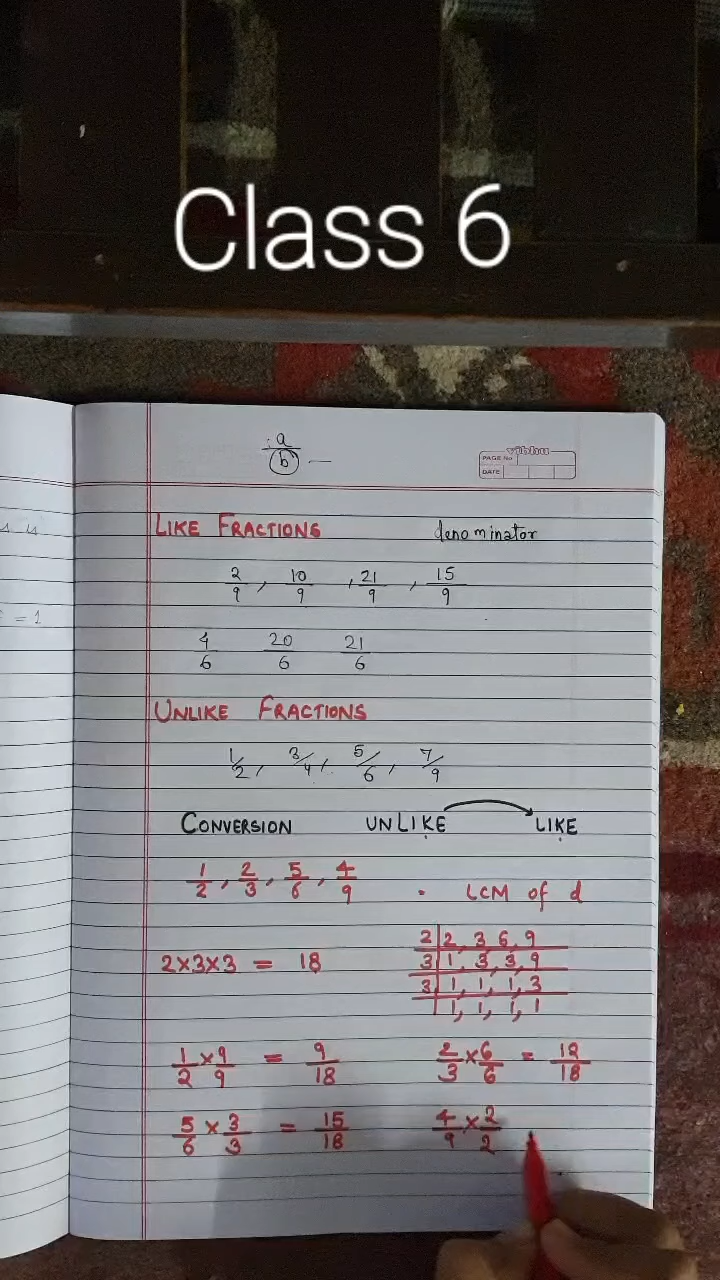 Class 6
a/b —
vibhu
PAGE No
DATE
LIKE FRACTIONS denominator
2/9, 10/9, 21/9, 15/9
4/6 20/6 21/6
UNLIKE FRACTIONS
1/2, 3/4, 5/6, 7/9
CONVERSION UNLIKE → LIKE
1/2, 2/3, 5/6, 4/9 • LCM of d
2 | 2, 3 6, 9
2×3×3 = 18 3 | 1, 3, 3, 9
3 | 1, 1, 1, 3
1, 1, 1, 1
1/2 × 9/9 = 9/18 2/3 × 6/6 = 12/18
5/6 × 3/3 = 15/18 4/9 × 2/2
= 1